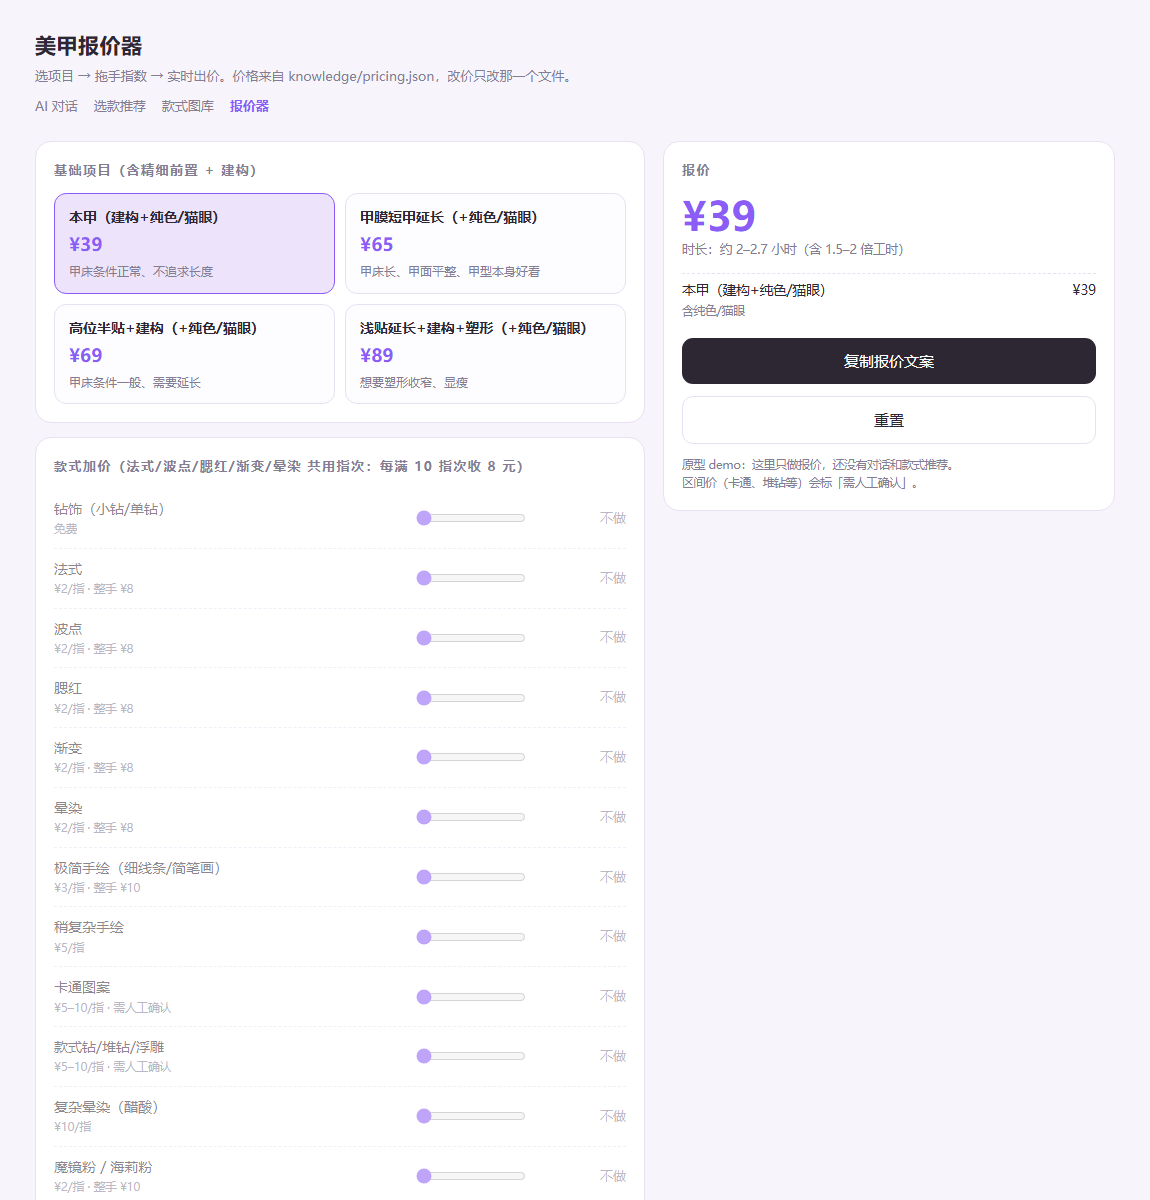 美甲报价器
选项目 → 拖手指数 → 实时出价。价格来自 knowledge/pricing.json，改价只改那一个文件。
AI 对话 选款推荐 款式图库 报价器
基础项目（含精细前置 + 建构）
本甲（建构+纯色/猫眼）
¥39
甲床条件正常、不追求长度
甲膜短甲延长（+纯色/猫眼）
¥65
甲床长、甲面平整、甲型本身好看
高位半贴+建构（+纯色/猫眼）
¥69
甲床条件一般、需要延长
浅贴延长+建构+塑形（+纯色/猫眼）
¥89
想要塑形收窄、显瘦
款式加价（法式/波点/腮红/渐变/晕染 共用指次：每满 10 指次收 8 元）
钻饰（小钻/单钻）
免费
不做
法式
¥2/指 · 整手 ¥8
不做
波点
¥2/指 · 整手 ¥8
不做
腮红
¥2/指 · 整手 ¥8
不做
渐变
¥2/指 · 整手 ¥8
不做
晕染
¥2/指 · 整手 ¥8
不做
极简手绘（细线条/简笔画）
¥3/指 · 整手 ¥10
不做
稍复杂手绘
¥5/指
不做
卡通图案
¥5–10/指 · 需人工确认
不做
款式钻/堆钻/浮雕
¥5–10/指 · 需人工确认
不做
复杂晕染（醋酸）
¥10/指
不做
魔镜粉 / 海莉粉
¥2/指 · 整手 ¥10
不做
报价
¥39
时长：约 2–2.7 小时（含 1.5–2 倍工时）
本甲（建构+纯色/猫眼） ¥39
含纯色/猫眼
复制报价文案
重置
原型 demo：这里只做报价，还没有对话和款式推荐。
区间价（卡通、堆钻等）会标「需人工确认」。